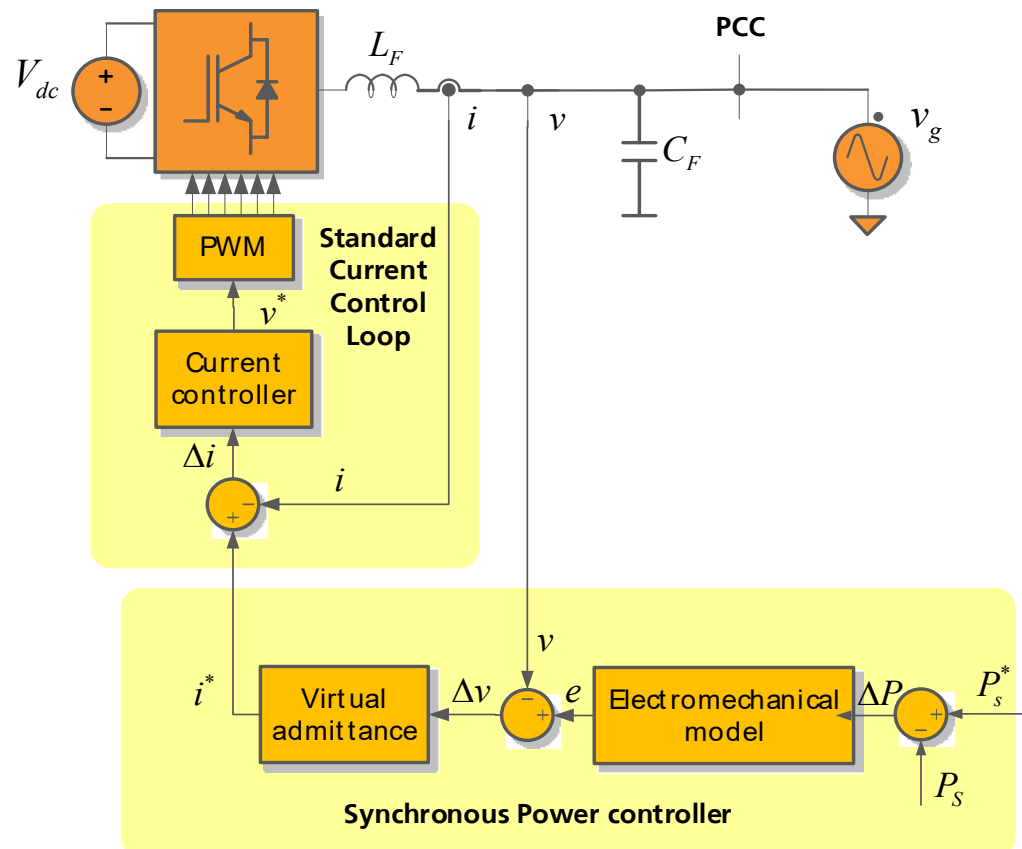 PCC
L_F
V_dc
+
−
i
v
C_F
v_g
PWM
Standard
Current
Control
Loop
v*
Current
controller
Δi
i
−
+
v
i*
Virtual
admittance
Δv
−
+
e
Electromechanical
model
ΔP
+
−
P_s*
P_S
Synchronous Power controller